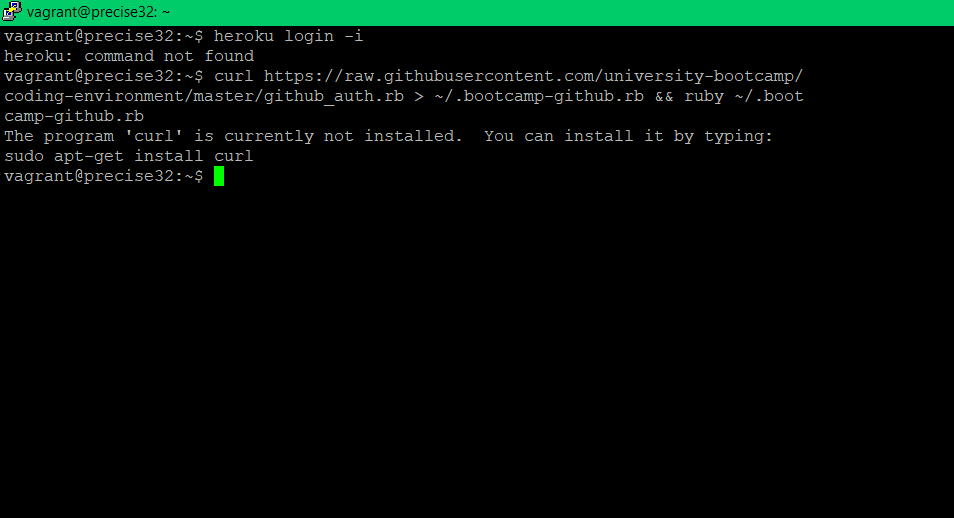 vagrant@precise32: ~
vagrant@precise32:~$ heroku login -i
heroku: command not found
vagrant@precise32:~$ curl https://raw.githubusercontent.com/university-bootcamp/
coding-environment/master/github_auth.rb > ~/.bootcamp-github.rb && ruby ~/.boot
camp-github.rb
The program 'curl' is currently not installed.  You can install it by typing:
sudo apt-get install curl
vagrant@precise32:~$